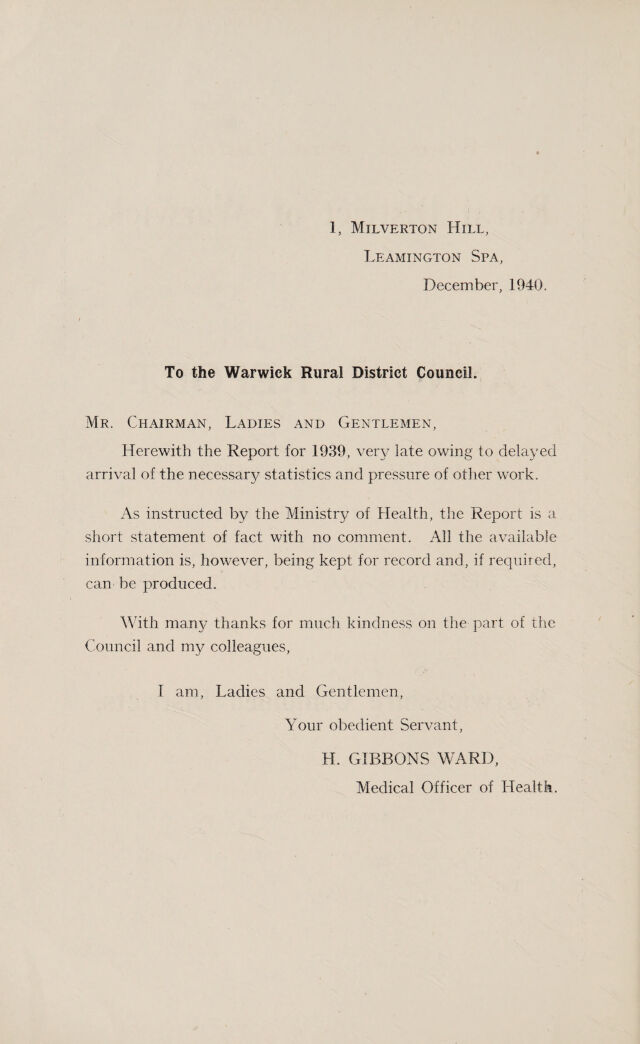 1, Milverton Hill,
Leamington Spa,
December, 1940.
To the Warwick Rural District Council.
Mr. Chairman, Ladies and Gentlemen,
Herewith the Report for 1939, very late owing to delayed
arrival of the necessary statistics and pressure of other work.
As instructed by the Ministry of Health, the Report is a
short statement of fact with no comment. All the available
information is, however, being kept for record and, if required,
can be produced.
With many thanks for much kindness on the part of the
Council and my colleagues,
I am, Ladies and Gentlemen,
Your obedient Servant,
H. GIBBONS WARD,
Medical Officer of Health.